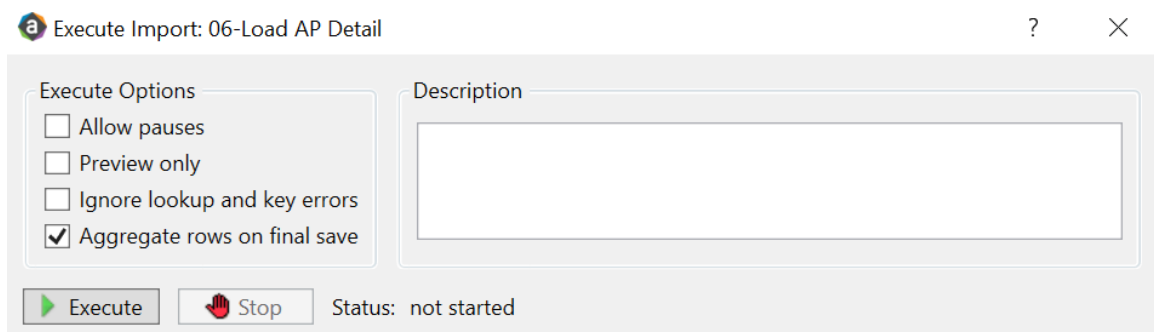 a Execute Import: 06-Load AP Detail ?
Execute Options
Allow pauses
Preview only
Ignore lookup and key errors
Aggregate rows on final save
Description
Execute Stop Status: not started